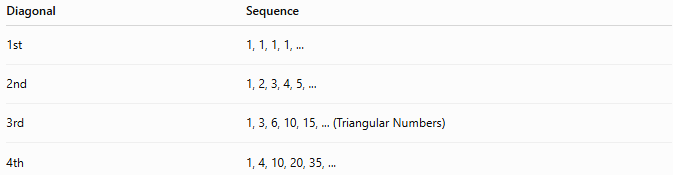 Diagonal Sequence
1st 1, 1, 1, 1, ...
2nd 1, 2, 3, 4, 5, ...
3rd 1, 3, 6, 10, 15, ... (Triangular Numbers)
4th 1, 4, 10, 20, 35, ...